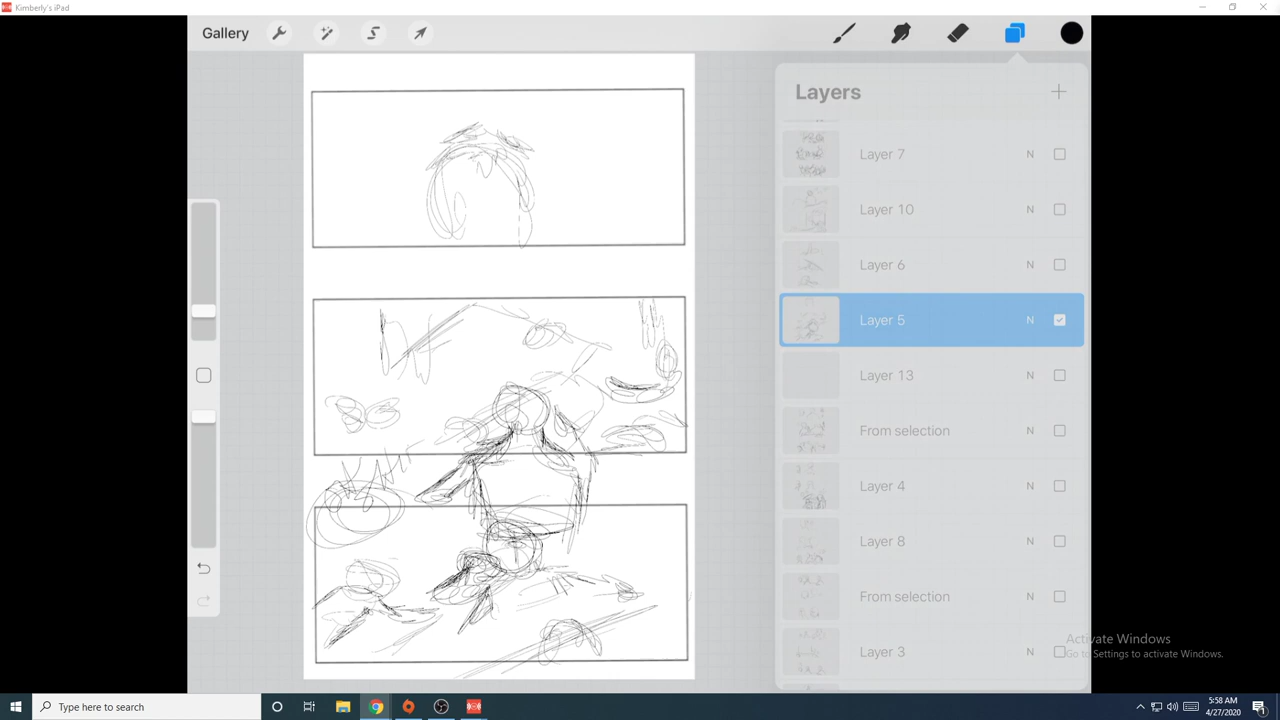 Kimberly's iPad
Gallery
Layers
Layer 7 N
Layer 10 N
Layer 6 N
Layer 5 N
Layer 13 N
From selection N
Layer 4 N
Layer 8 N
From selection N
Layer 3 N
Activate Windows
Go to Settings to activate Windows.
Type here to search
5:58 AM
4/27/2020
1